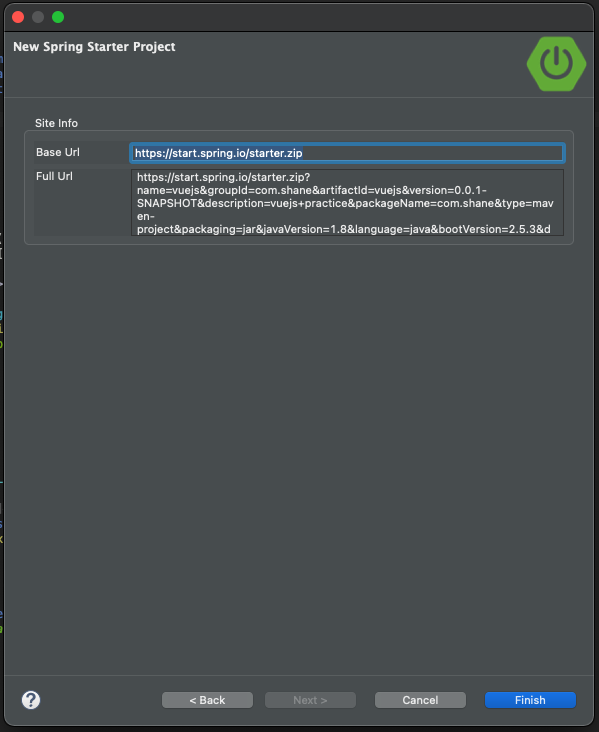 New Spring Starter Project
Site Info
Base Url
https://start.spring.io/starter.zip
Full Url
https://start.spring.io/starter.zip?
name=vuejs&groupId=com.shane&artifactId=vuejs&version=0.0.1-
SNAPSHOT&description=vuejs+practice&packageName=com.shane&type=mav
en-
project&packaging=jar&javaVersion=1.8&language=java&bootVersion=2.5.3&d
?
< Back
Next >
Cancel
Finish